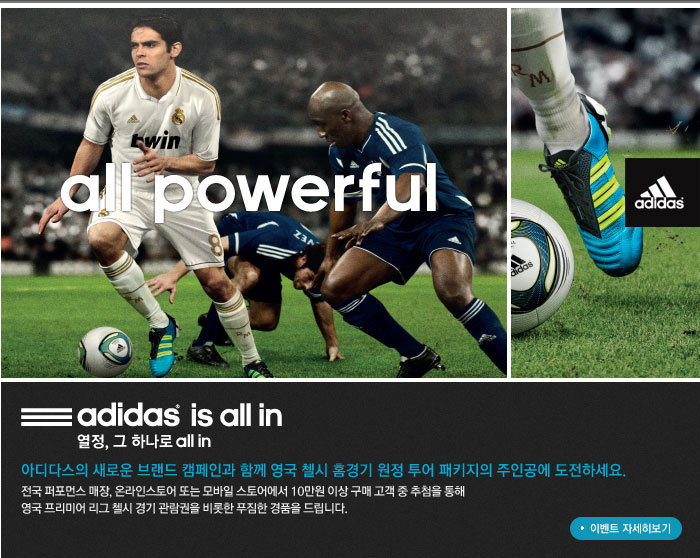 all powerful
bwin
8
RM
adidas
adidas
adidas is all in
열정, 그 하나로 all in
아디다스의 새로운 브랜드 캠페인과 함께 영국 첼시 홈경기 원정 투어 패키지의 주인공에 도전하세요.
전국 퍼포먼스 매장, 온라인스토어 또는 모바일 스토어에서 10만원 이상 구매 고객 중 추첨을 통해
영국 프리미어 리그 첼시 경기 관람권을 비롯한 푸짐한 경품을 드립니다.
이벤트 자세히보기